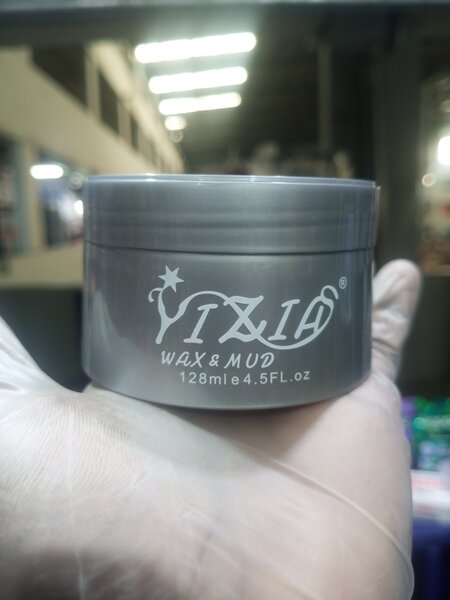 YIZIA®
WAX & MUD
128ml e 4.5FL.oz